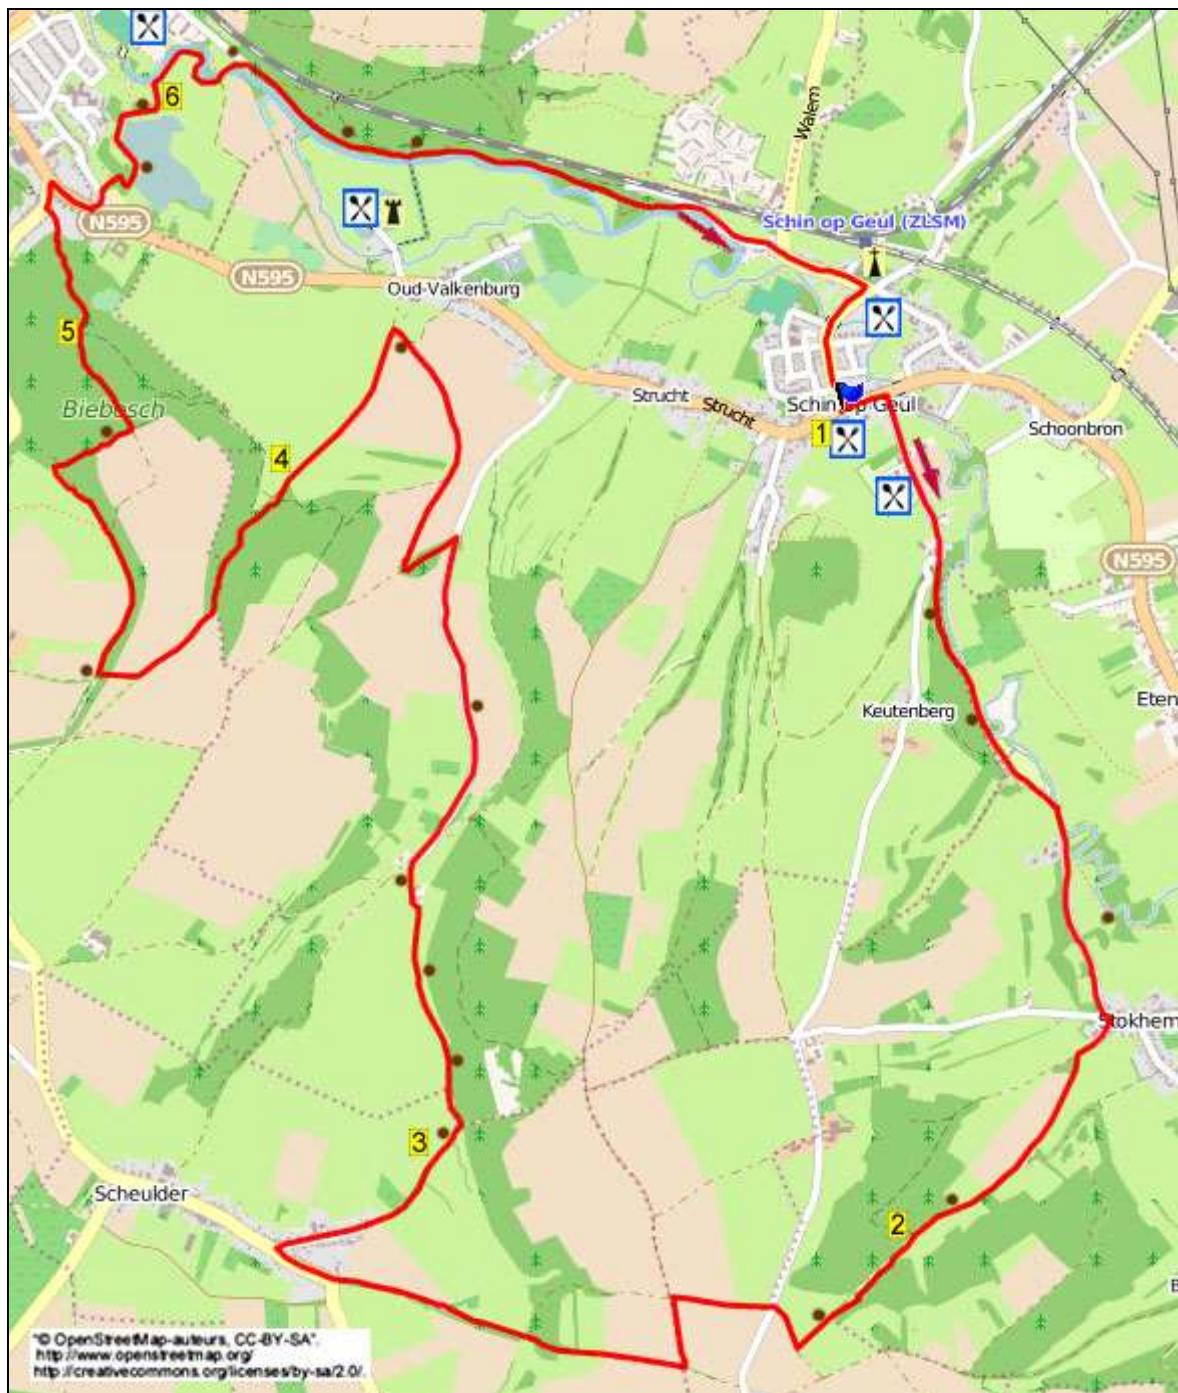 6
Walem
N595
Schin op Geul (ZLSM)
N595
Oud-Valkenburg
5
Strucht
Strucht
Schin op Geul
Biebosch
1
Schoonbron
4
N595
Keutenberg
Eten
Stokhem
3
Scheulder
2
B
"© OpenStreetMap-auteurs, CC-BY-SA".
http://www.openstreetmap.org/
http://creativecommons.org/licenses/by-sa/2.0/.